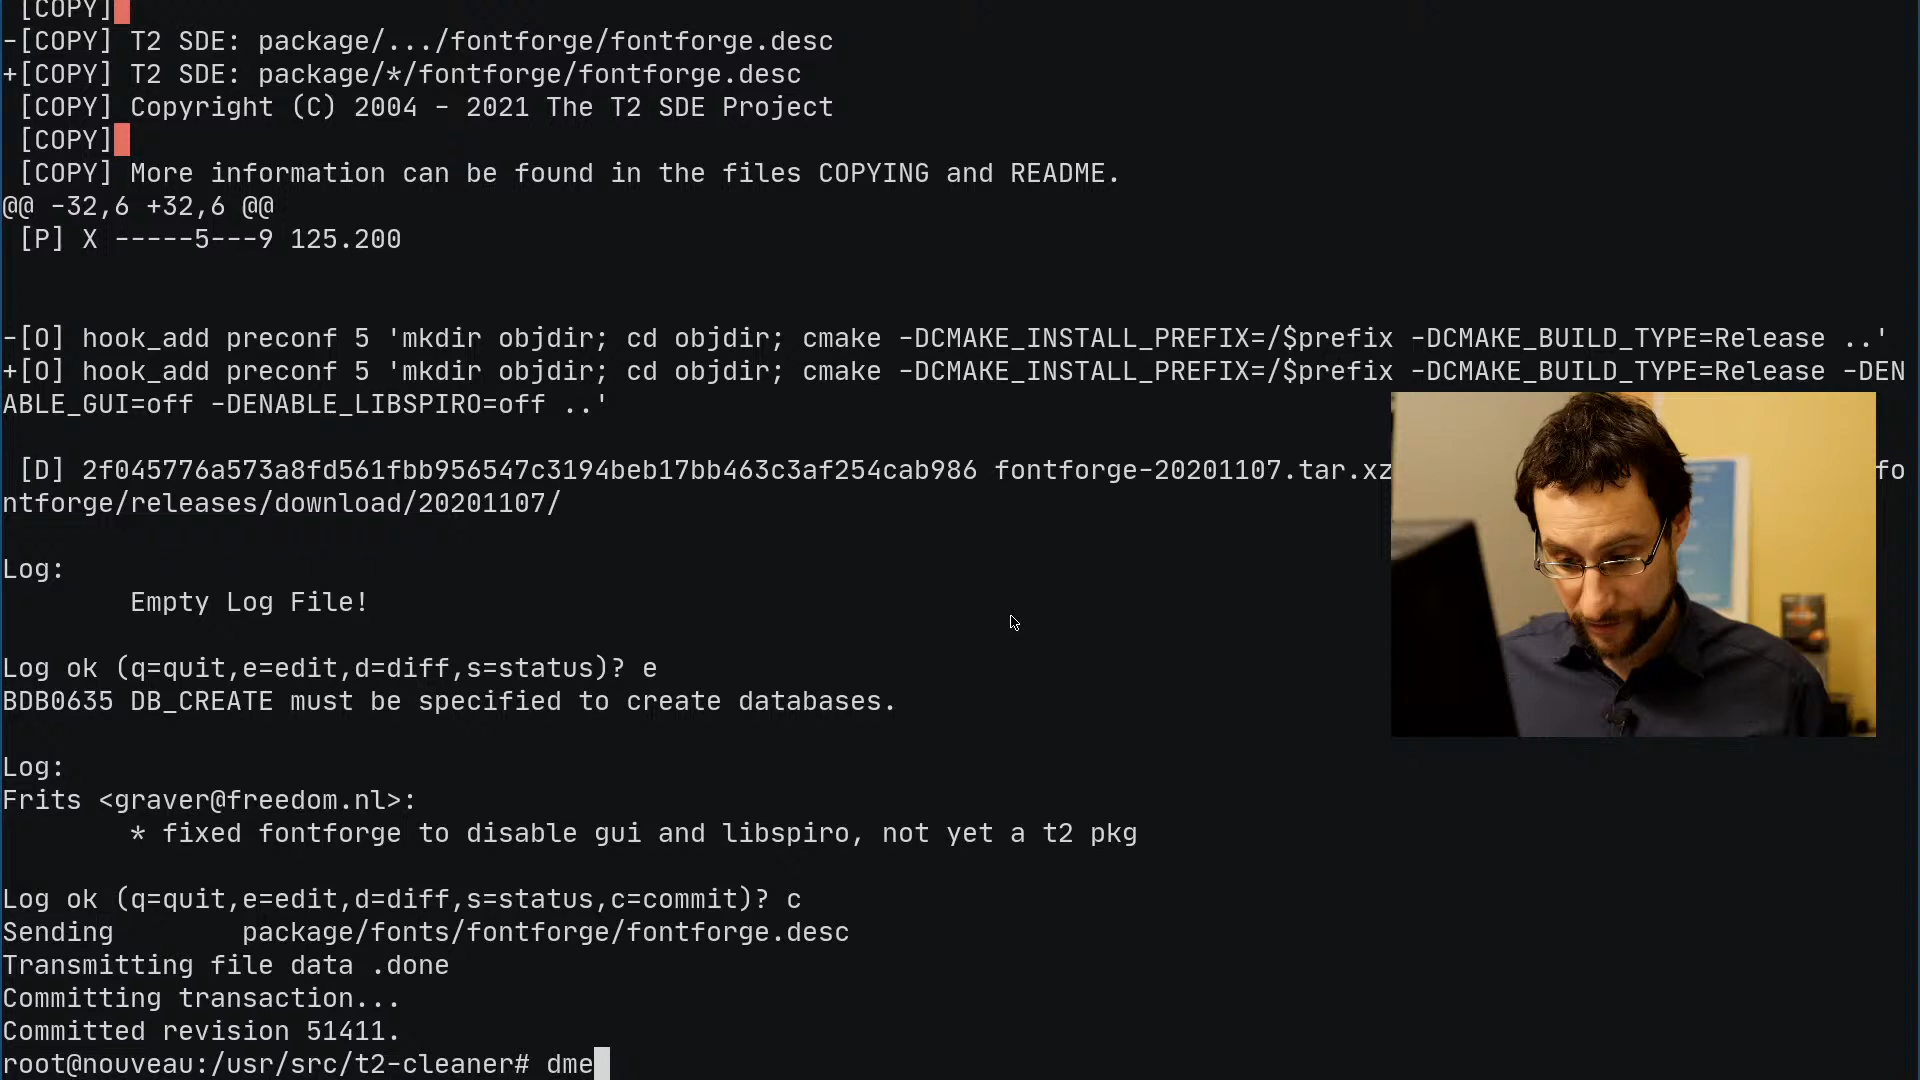 [COPY]
-[COPY] T2 SDE: package/.../fontforge/fontforge.desc
+[COPY] T2 SDE: package/*/fontforge/fontforge.desc
[COPY] Copyright (C) 2004 - 2021 The T2 SDE Project
[COPY]
[COPY] More information can be found in the files COPYING and README.
@@ -32,6 +32,6 @@
[P] X -----5---9 125.200
-[O] hook_add preconf 5 'mkdir objdir; cd objdir; cmake -DCMAKE_INSTALL_PREFIX=/$prefix -DCMAKE_BUILD_TYPE=Release ..'
+[O] hook_add preconf 5 'mkdir objdir; cd objdir; cmake -DCMAKE_INSTALL_PREFIX=/$prefix -DCMAKE_BUILD_TYPE=Release -DEN
ABLE_GUI=off -DENABLE_LIBSPIRO=off ..'
[D] 2f045776a573a8fd561fbb956547c3194beb17bb463c3af254cab986 fontforge-20201107.tar.xz fo
ntforge/releases/download/20201107/
Log:
Empty Log File!
Log ok (q=quit,e=edit,d=diff,s=status)? e
BDB0635 DB_CREATE must be specified to create databases.
Log:
Frits <graver@freedom.nl>:
* fixed fontforge to disable gui and libspiro, not yet a t2 pkg
Log ok (q=quit,e=edit,d=diff,s=status,c=commit)? c
Sending package/fonts/fontforge/fontforge.desc
Transmitting file data .done
Committing transaction...
Committed revision 51411.
root@nouveau:/usr/src/t2-cleaner# dme